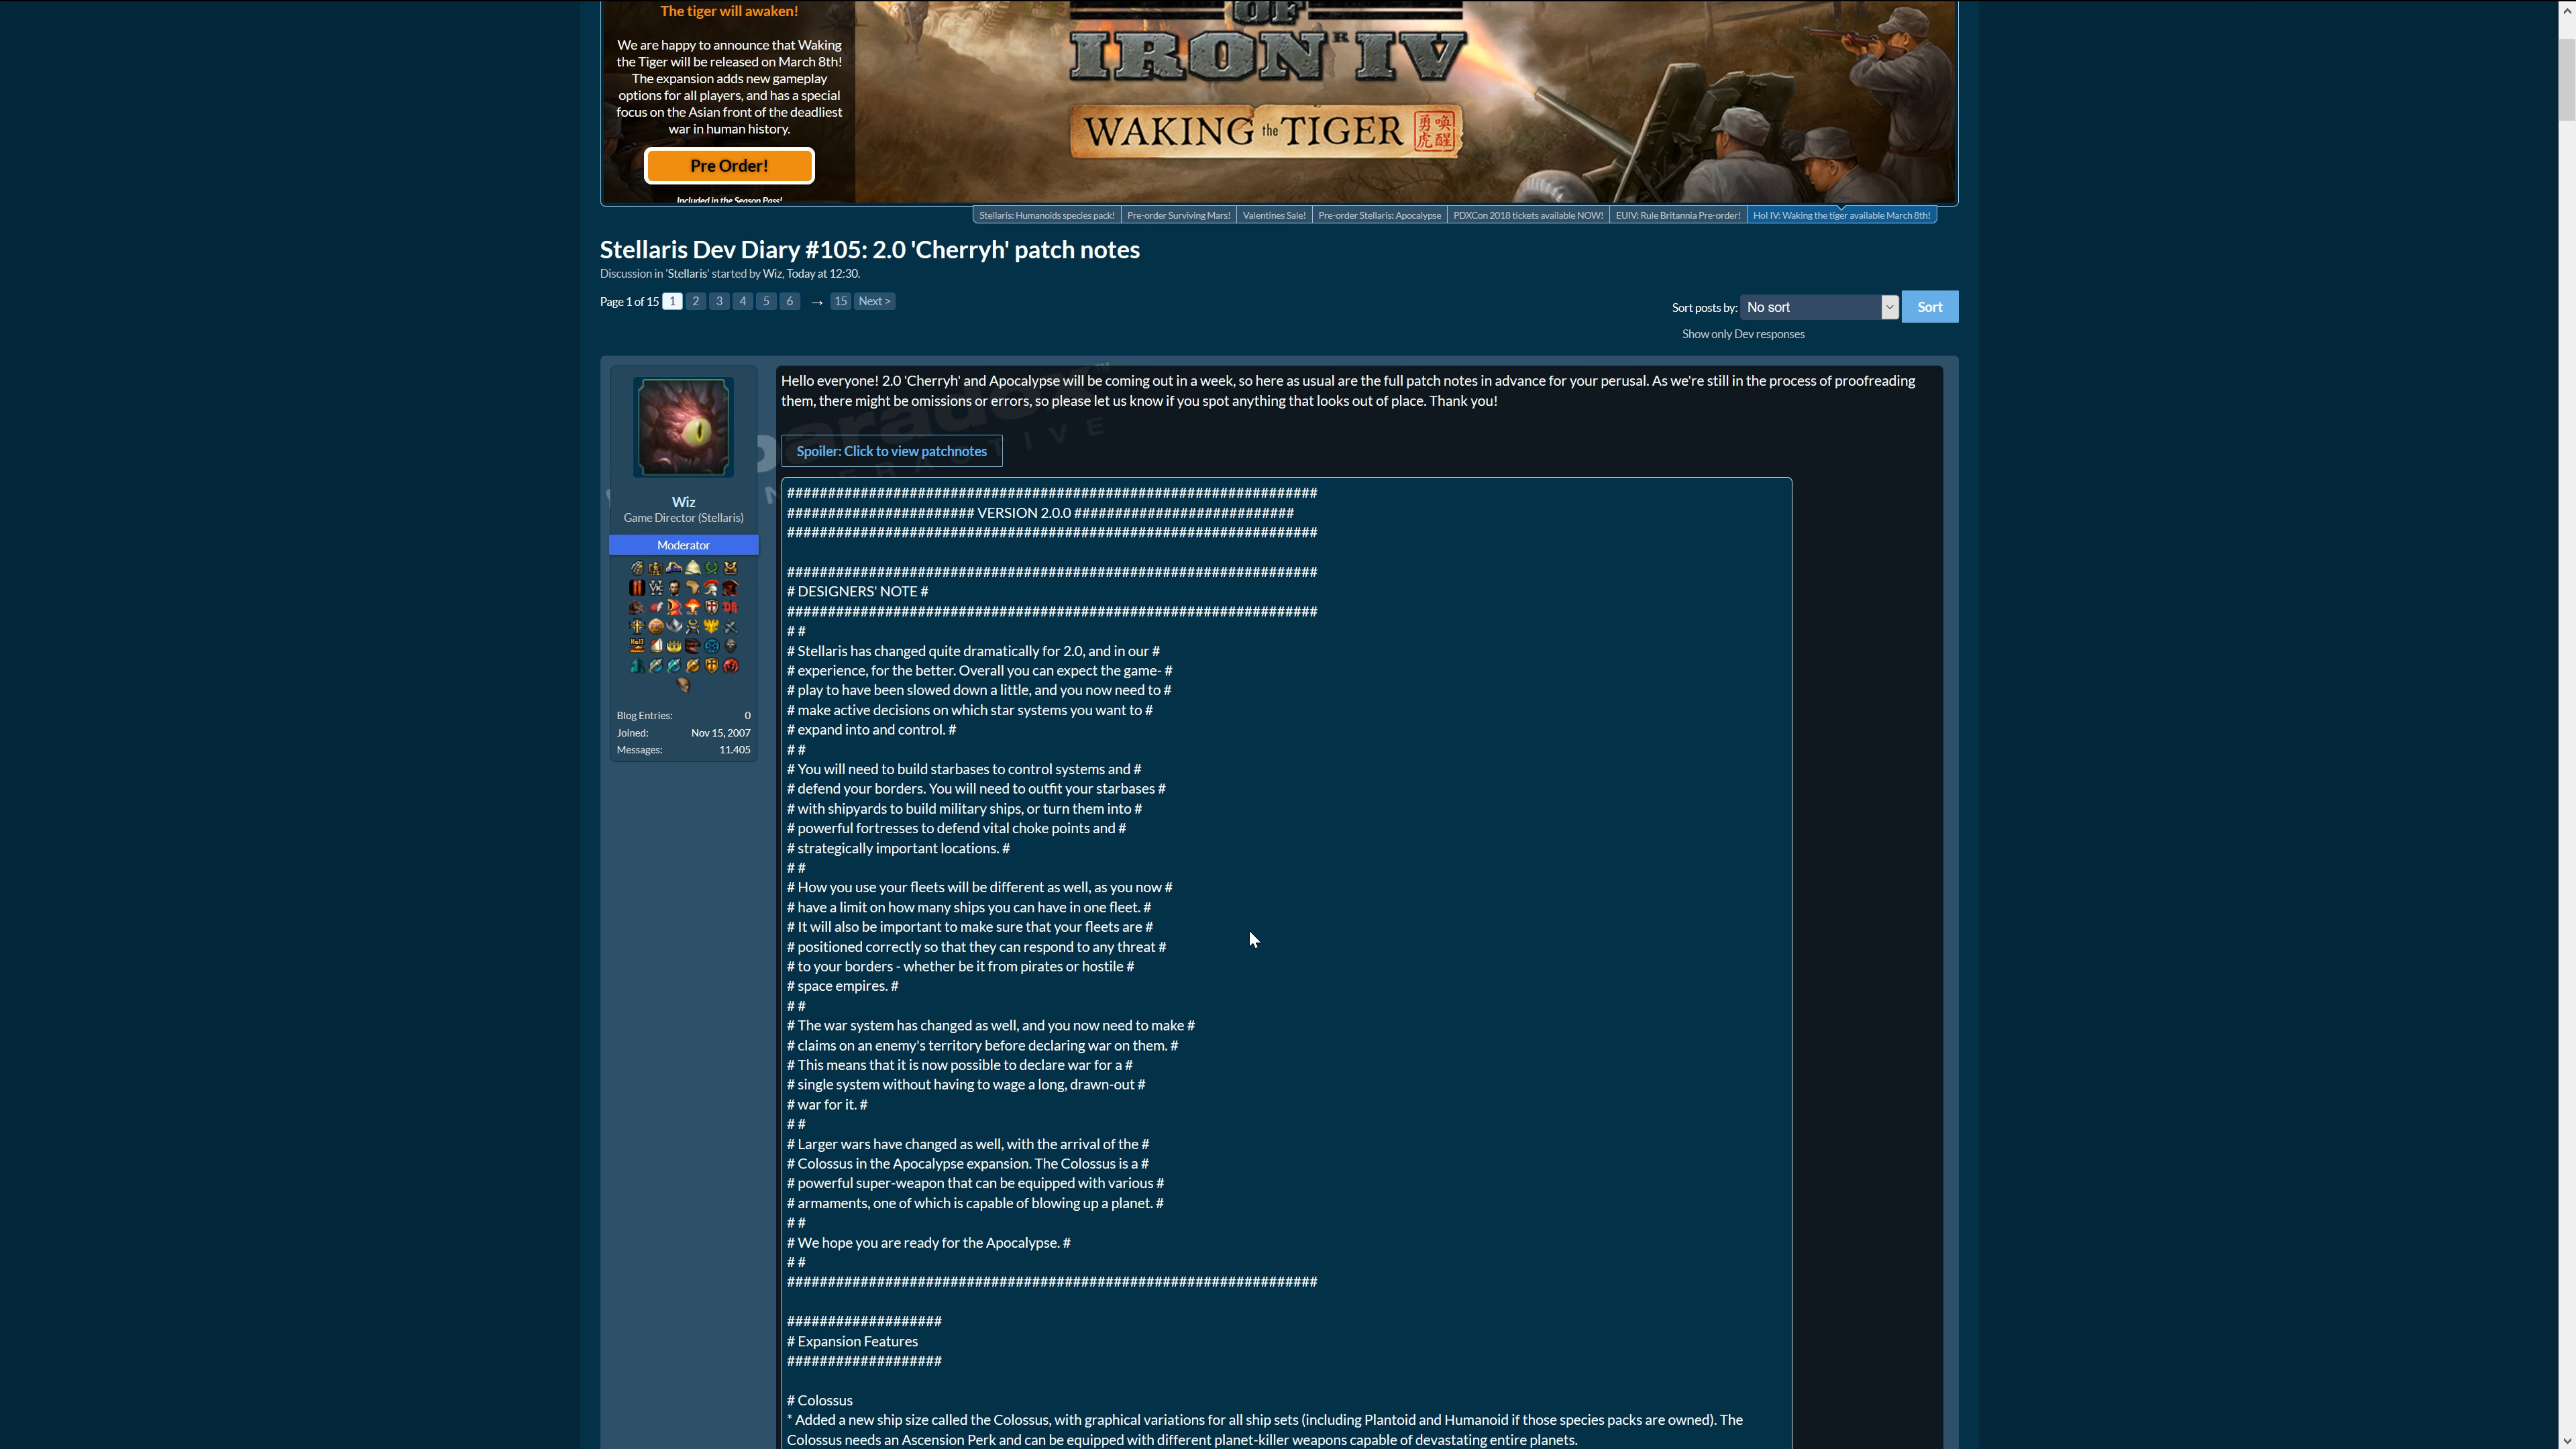 The tiger will awaken!
We are happy to announce that Waking
the Tiger will be released on March 8th!
The expansion adds new gameplay
options for all players, and has a special
focus on the Asian front of the deadliest
war in human history.
Pre Order!
Included in the Season Pass!
OF
IRON IV
WAKING the TIGER 喚醒勇虎
Stellaris: Humanoids species pack! Pre-order Surviving Mars! Valentines Sale! Pre-order Stellaris: Apocalypse PDXCon 2018 tickets available NOW! EUIV: Rule Britannia Pre-order! HoI IV: Waking the tiger available March 8th!
Stellaris Dev Diary #105: 2.0 'Cherryh' patch notes
Discussion in 'Stellaris' started by Wiz, Today at 12:30.
Page 1 of 15 1 2 3 4 5 6 → 15 Next >
Sort posts by: No sort Sort
Show only Dev responses
Wiz
Game Director (Stellaris)
Moderator
Blog Entries: 0
Joined: Nov 15, 2007
Messages: 11.405
Hello everyone! 2.0 'Cherryh' and Apocalypse will be coming out in a week, so here as usual are the full patch notes in advance for your perusal. As we're still in the process of proofreading
them, there might be omissions or errors, so please let us know if you spot anything that looks out of place. Thank you!
Spoiler: Click to view patchnotes
#################################################################
####################### VERSION 2.0.0 ###########################
#################################################################
#################################################################
# DESIGNERS' NOTE #
#################################################################
# #
# Stellaris has changed quite dramatically for 2.0, and in our #
# experience, for the better. Overall you can expect the game- #
# play to have been slowed down a little, and you now need to #
# make active decisions on which star systems you want to #
# expand into and control. #
# #
# You will need to build starbases to control systems and #
# defend your borders. You will need to outfit your starbases #
# with shipyards to build military ships, or turn them into #
# powerful fortresses to defend vital choke points and #
# strategically important locations. #
# #
# How you use your fleets will be different as well, as you now #
# have a limit on how many ships you can have in one fleet. #
# It will also be important to make sure that your fleets are #
# positioned correctly so that they can respond to any threat #
# to your borders - whether be it from pirates or hostile #
# space empires. #
# #
# The war system has changed as well, and you now need to make #
# claims on an enemy's territory before declaring war on them. #
# This means that it is now possible to declare war for a #
# single system without having to wage a long, drawn-out #
# war for it. #
# #
# Larger wars have changed as well, with the arrival of the #
# Colossus in the Apocalypse expansion. The Colossus is a #
# powerful super-weapon that can be equipped with various #
# armaments, one of which is capable of blowing up a planet. #
# #
# We hope you are ready for the Apocalypse. #
# #
#################################################################
###################
# Expansion Features
###################
# Colossus
* Added a new ship size called the Colossus, with graphical variations for all ship sets (including Plantoid and Humanoid if those species packs are owned). The
Colossus needs an Ascension Perk and can be equipped with different planet-killer weapons capable of devastating entire planets.